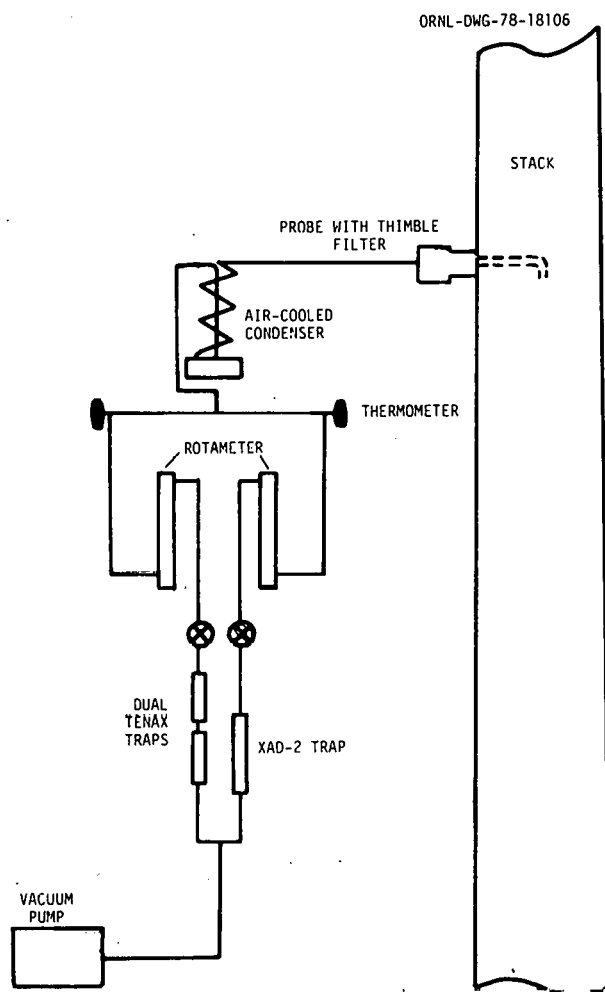 ORNL-DWG-78-18106
STACK
PROBE WITH THIMBLE
FILTER
AIR-COOLED
CONDENSER
THERMOMETER
ROTAMETER
DUAL
TENAX
TRAPS
XAD-2 TRAP
VACUUM
PUMP